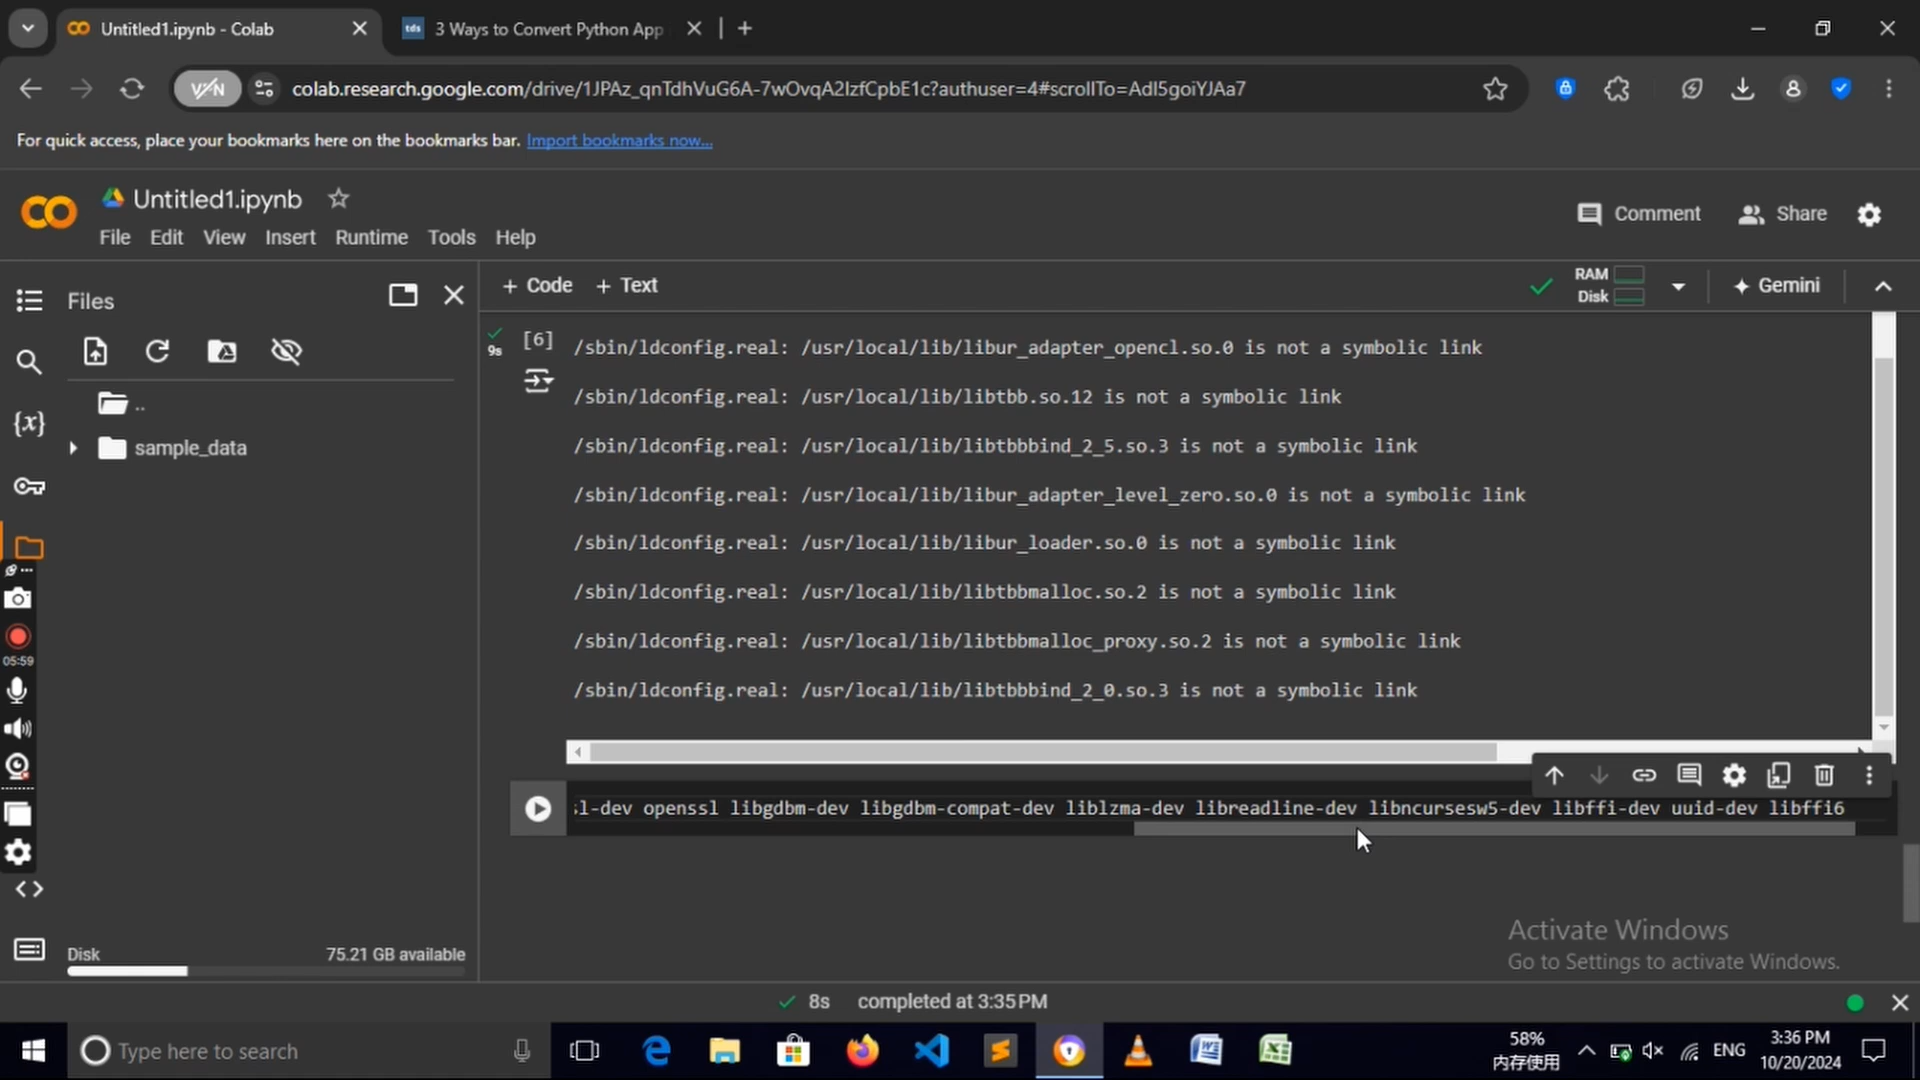 Untitled1.ipynb - Colab
tds 3 Ways to Convert Python App
VPN
colab.research.google.com/drive/1JPAz_qnTdhVuG6A-7wOvqA2IzfCpbE1c?authuser=4#scrollTo=AdI5goiYJAa7
For quick access, place your bookmarks here on the bookmarks bar. Import bookmarks now...
Untitled1.ipynb
Comment
Share
File Edit View Insert Runtime Tools Help
Files
+ Code + Text
RAM
Disk
Gemini
..
sample_data
{x}
9s
[6]
/sbin/ldconfig.real: /usr/local/lib/libur_adapter_opencl.so.0 is not a symbolic link
/sbin/ldconfig.real: /usr/local/lib/libtbb.so.12 is not a symbolic link
/sbin/ldconfig.real: /usr/local/lib/libtbbbind_2_5.so.3 is not a symbolic link
/sbin/ldconfig.real: /usr/local/lib/libur_adapter_level_zero.so.0 is not a symbolic link
/sbin/ldconfig.real: /usr/local/lib/libur_loader.so.0 is not a symbolic link
/sbin/ldconfig.real: /usr/local/lib/libtbbmalloc.so.2 is not a symbolic link
/sbin/ldconfig.real: /usr/local/lib/libtbbmalloc_proxy.so.2 is not a symbolic link
/sbin/ldconfig.real: /usr/local/lib/libtbbbind_2_0.so.3 is not a symbolic link
05:59
sl-dev openssl libgdbm-dev libgdbm-compat-dev liblzma-dev libreadline-dev libncursesw5-dev libffi-dev uuid-dev libffi6
Disk 75.21 GB available
Activate Windows
Go to Settings to activate Windows.
8s completed at 3:35 PM
Type here to search
58%
内存使用
ENG
3:36 PM
10/20/2024